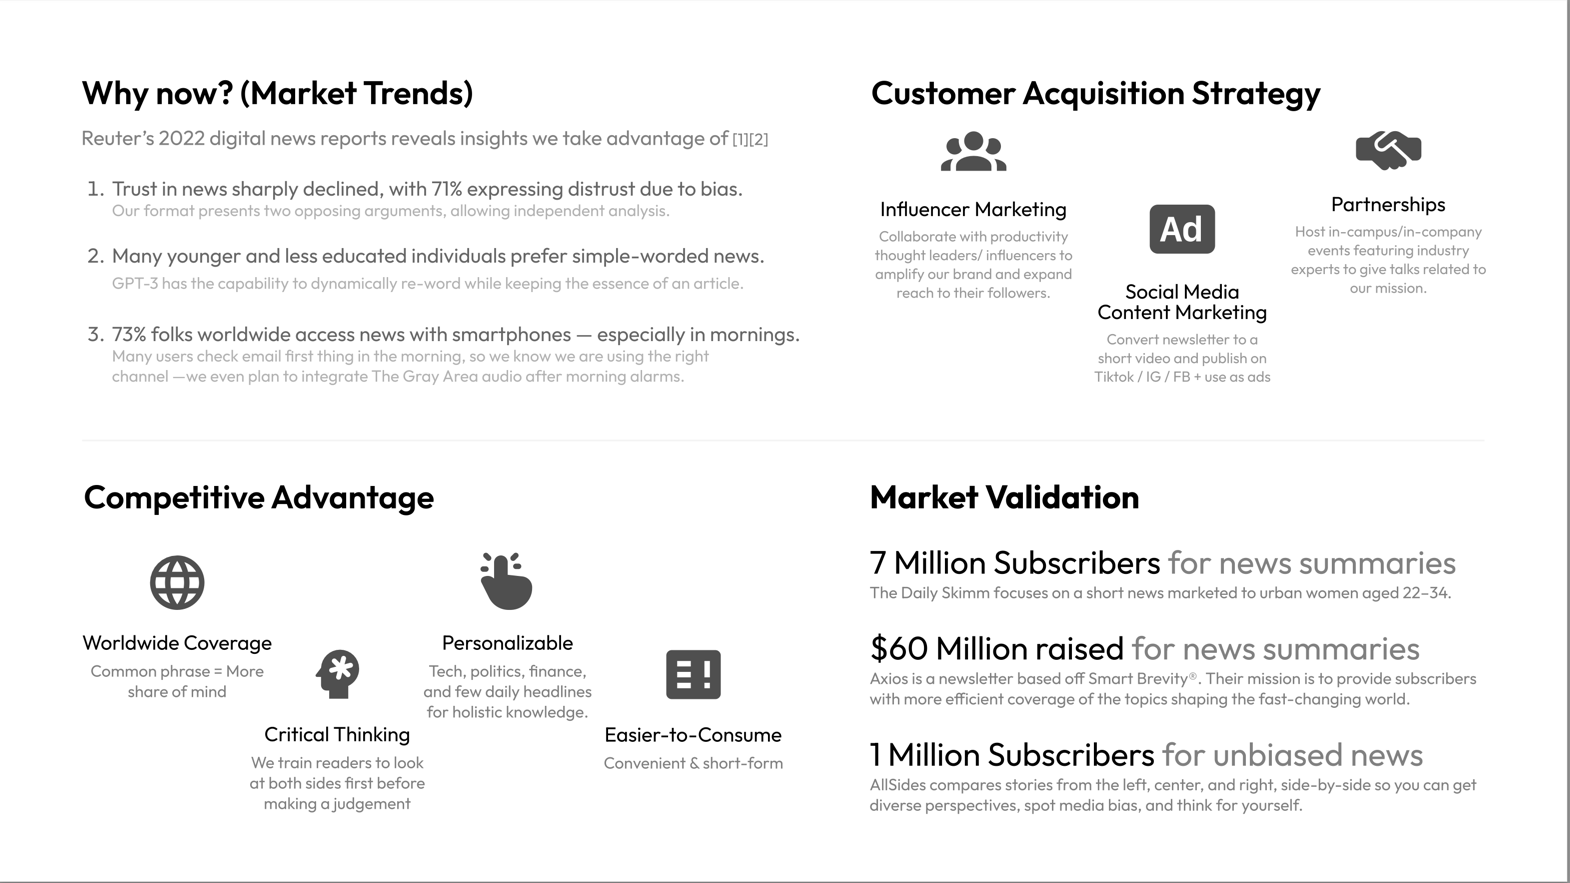 Why now? (Market Trends)
Reuter’s 2022 digital news reports reveals insights we take advantage of [1][2]
1. Trust in news sharply declined, with 71% expressing distrust due to bias.
Our format presents two opposing arguments, allowing independent analysis.
2. Many younger and less educated individuals prefer simple-worded news.
GPT-3 has the capability to dynamically re-word while keeping the essence of an article.
3. 73% folks worldwide access news with smartphones — especially in mornings.
Many users check email first thing in the morning, so we know we are using the right
channel —we even plan to integrate The Gray Area audio after morning alarms.
Customer Acquisition Strategy
Influencer Marketing
Collaborate with productivity
thought leaders/ influencers to
amplify our brand and expand
reach to their followers.
Ad
Social Media
Content Marketing
Convert newsletter to a
short video and publish on
Tiktok / IG / FB + use as ads
Partnerships
Host in-campus/in-company
events featuring industry
experts to give talks related to
our mission.
Competitive Advantage
Worldwide Coverage
Common phrase = More
share of mind
Critical Thinking
We train readers to look
at both sides first before
making a judgement
Personalizable
Tech, politics, finance,
and few daily headlines
for holistic knowledge.
Easier-to-Consume
Convenient & short-form
Market Validation
7 Million Subscribers for news summaries
The Daily Skimm focuses on a short news marketed to urban women aged 22–34.
$60 Million raised for news summaries
Axios is a newsletter based off Smart Brevity®. Their mission is to provide subscribers
with more efficient coverage of the topics shaping the fast-changing world.
1 Million Subscribers for unbiased news
AllSides compares stories from the left, center, and right, side-by-side so you can get
diverse perspectives, spot media bias, and think for yourself.